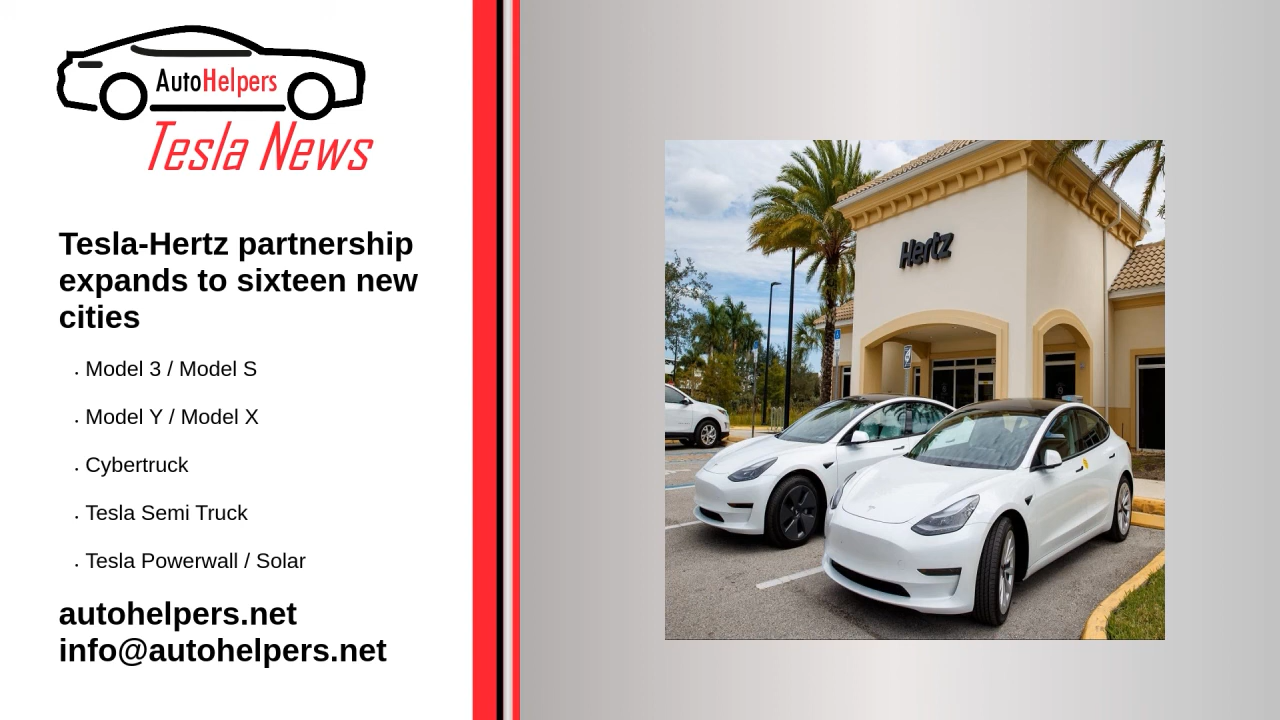 AutoHelpers
Tesla News
Tesla-Hertz partnership
expands to sixteen new
cities
. Model 3 / Model S
. Model Y / Model X
. Cybertruck
. Tesla Semi Truck
. Tesla Powerwall / Solar
autohelpers.net
info@autohelpers.net
Hertz